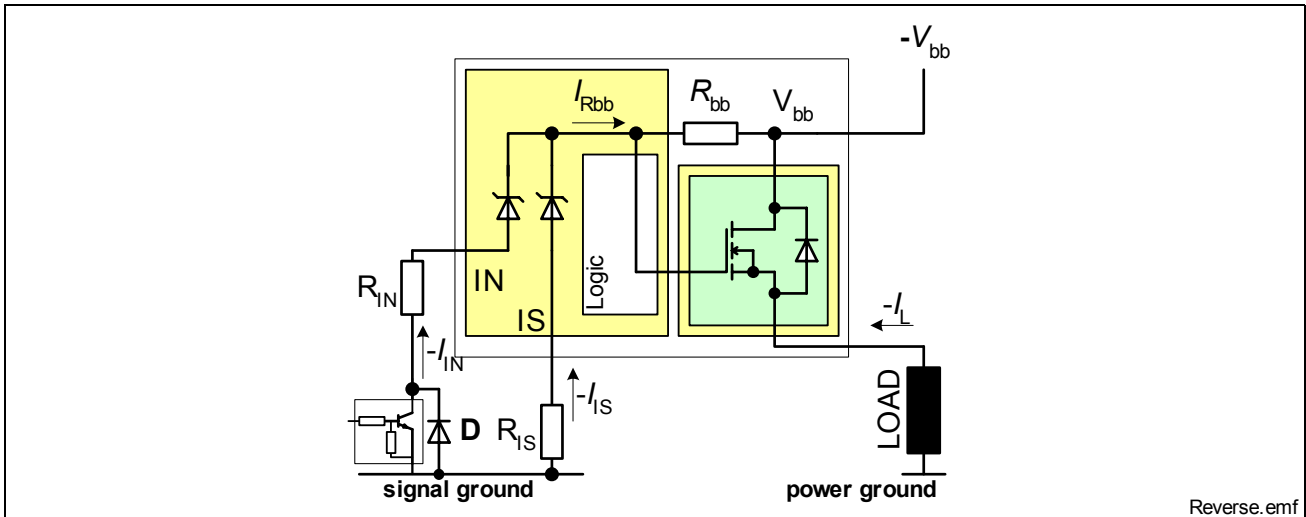 -Vbb
IRbb
Rbb
Vbb
Logic
IN
RIN
IS
-IL
-IIN
-IIS
LOAD
D
RIS
signal ground
power ground
Reverse.emf